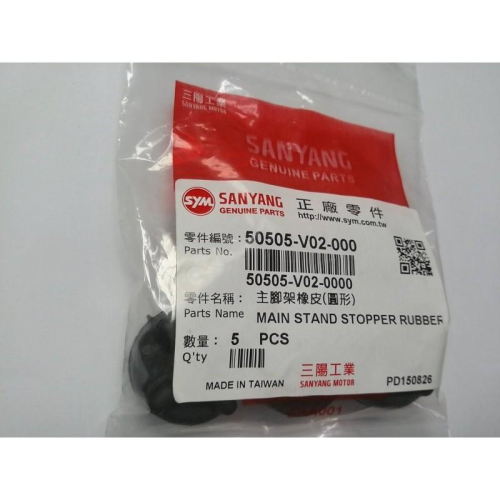 三陽工業
SANYANG MOTOR
SANYANG
GENUINE PARTS
SYM
SANYANG
GENUINE PARTS
正廠零件
http://www.sym.com.tw
零件編號：50505-V02-000
Parts No.
50505-V02-0000
零件名稱： 主腳架橡皮(圓形)
Parts Name MAIN STAND STOPPER RUBBER
數量： 5 PCS
Q'ty
三陽工業
SANYANG MOTOR
MADE IN TAIWAN
PD150826